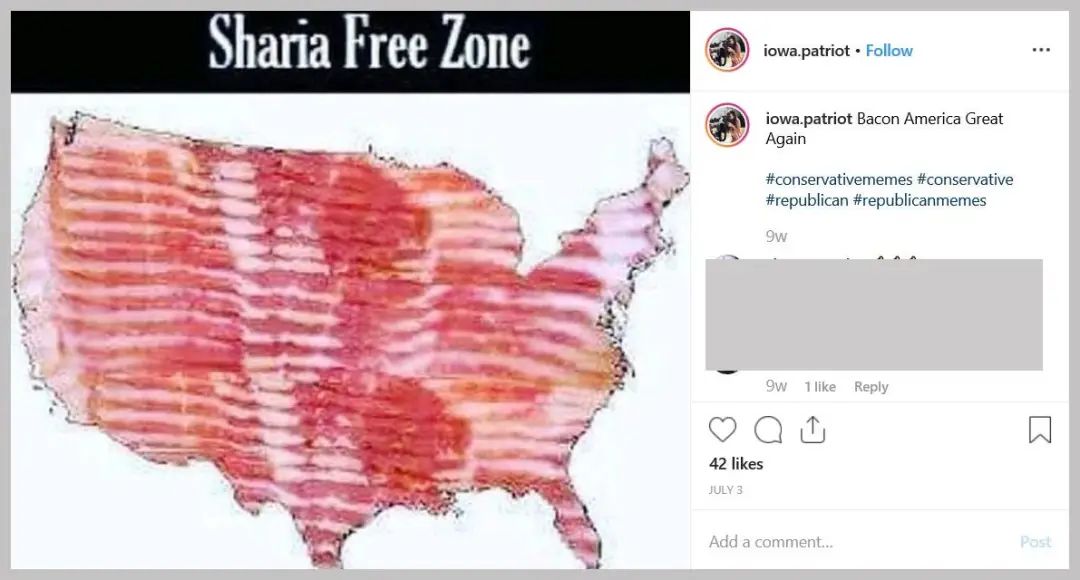 Sharia Free Zone
iowa.patriot • Follow
iowa.patriot Bacon America Great
Again
#conservativememes #conservative
#republican #republicanmemes
9w
9w 1 like Reply
42 likes
JULY 3
Add a comment... Post